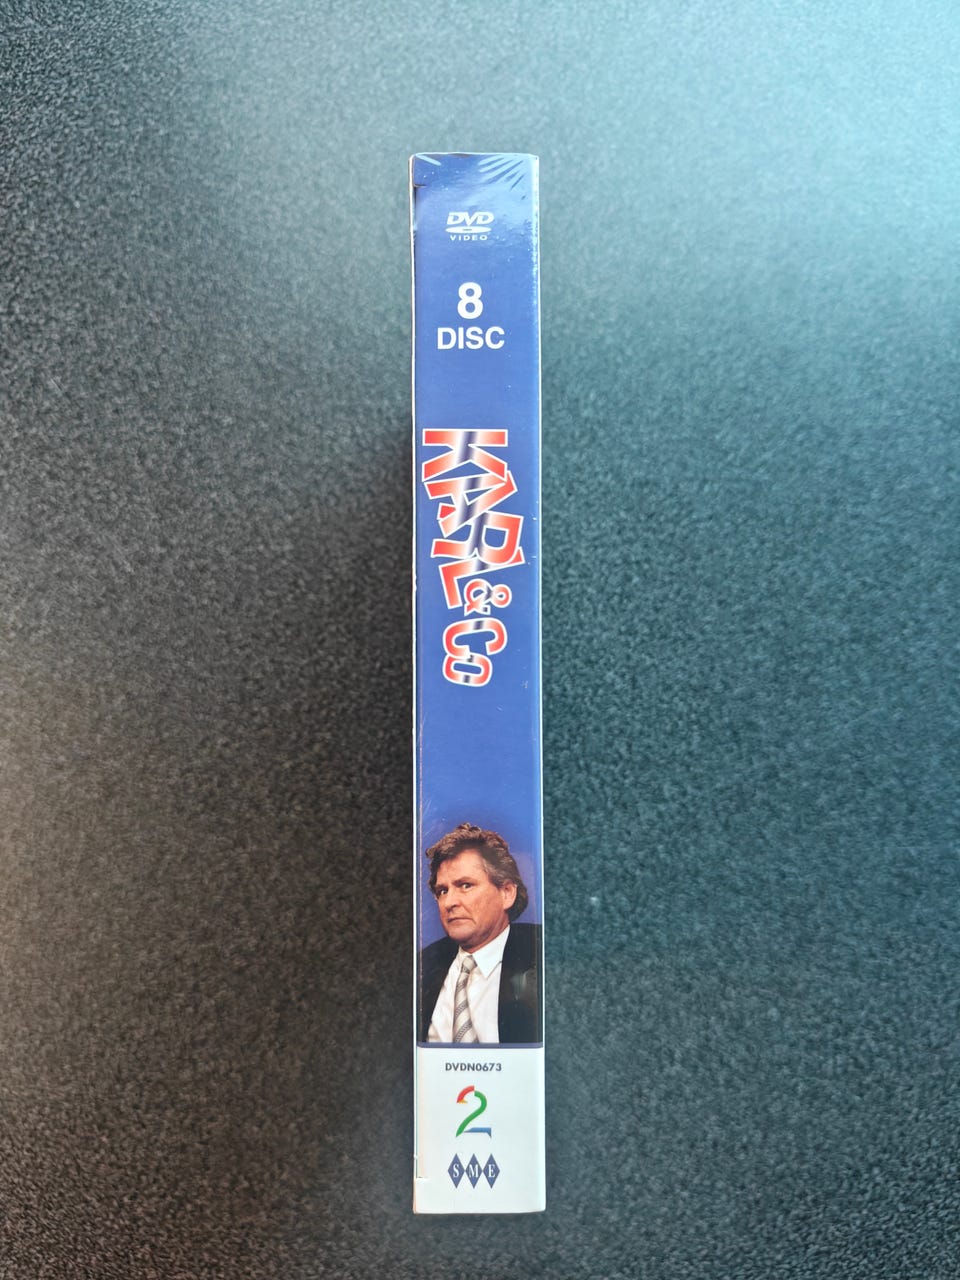 DVD
VIDEO
8
DISC
KARL & Co
DVDN0673
2
SME